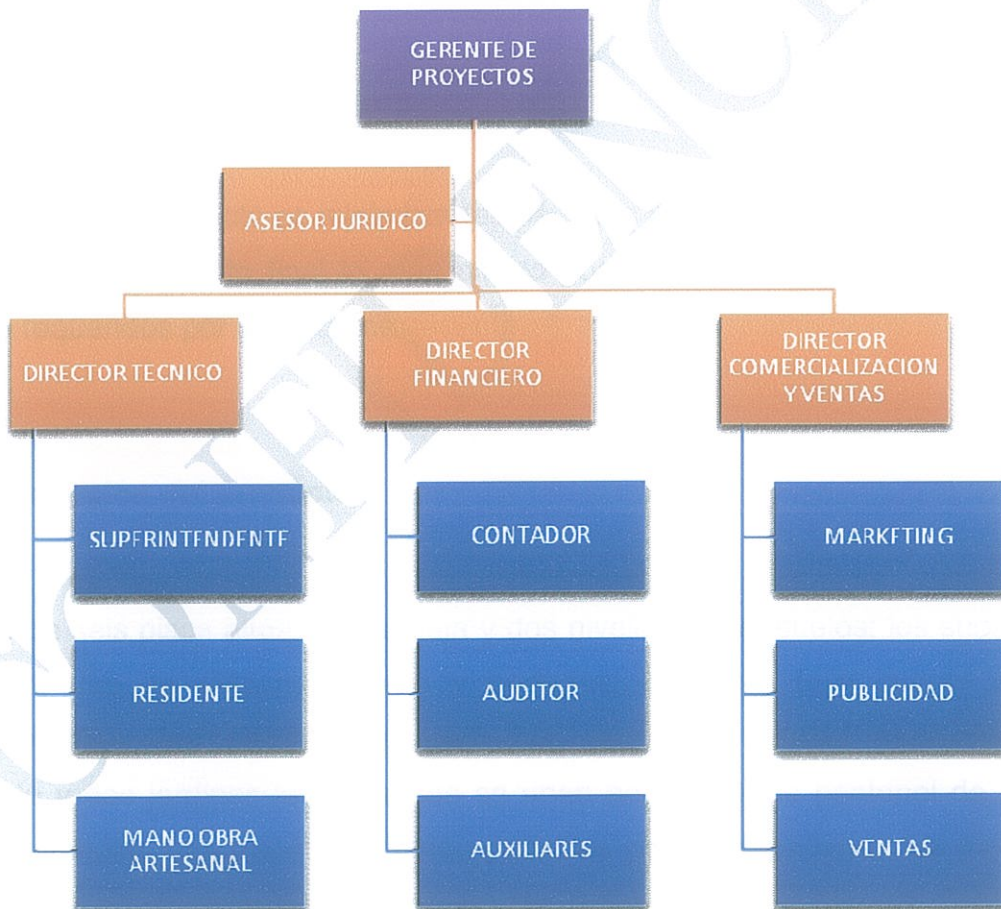 GERENTE DE
PROYECTOS
ASESOR JURIDICO
DIRECTOR TECNICO
DIRECTOR
FINANCIERO
DIRECTOR
COMERCIALIZACION
Y VENTAS
SUPERINTENDENTE
CONTADOR
MARKETING
RESIDENTE
AUDITOR
PUBLICIDAD
MANO OBRA
ARTESANAL
AUXILIARES
VENTAS